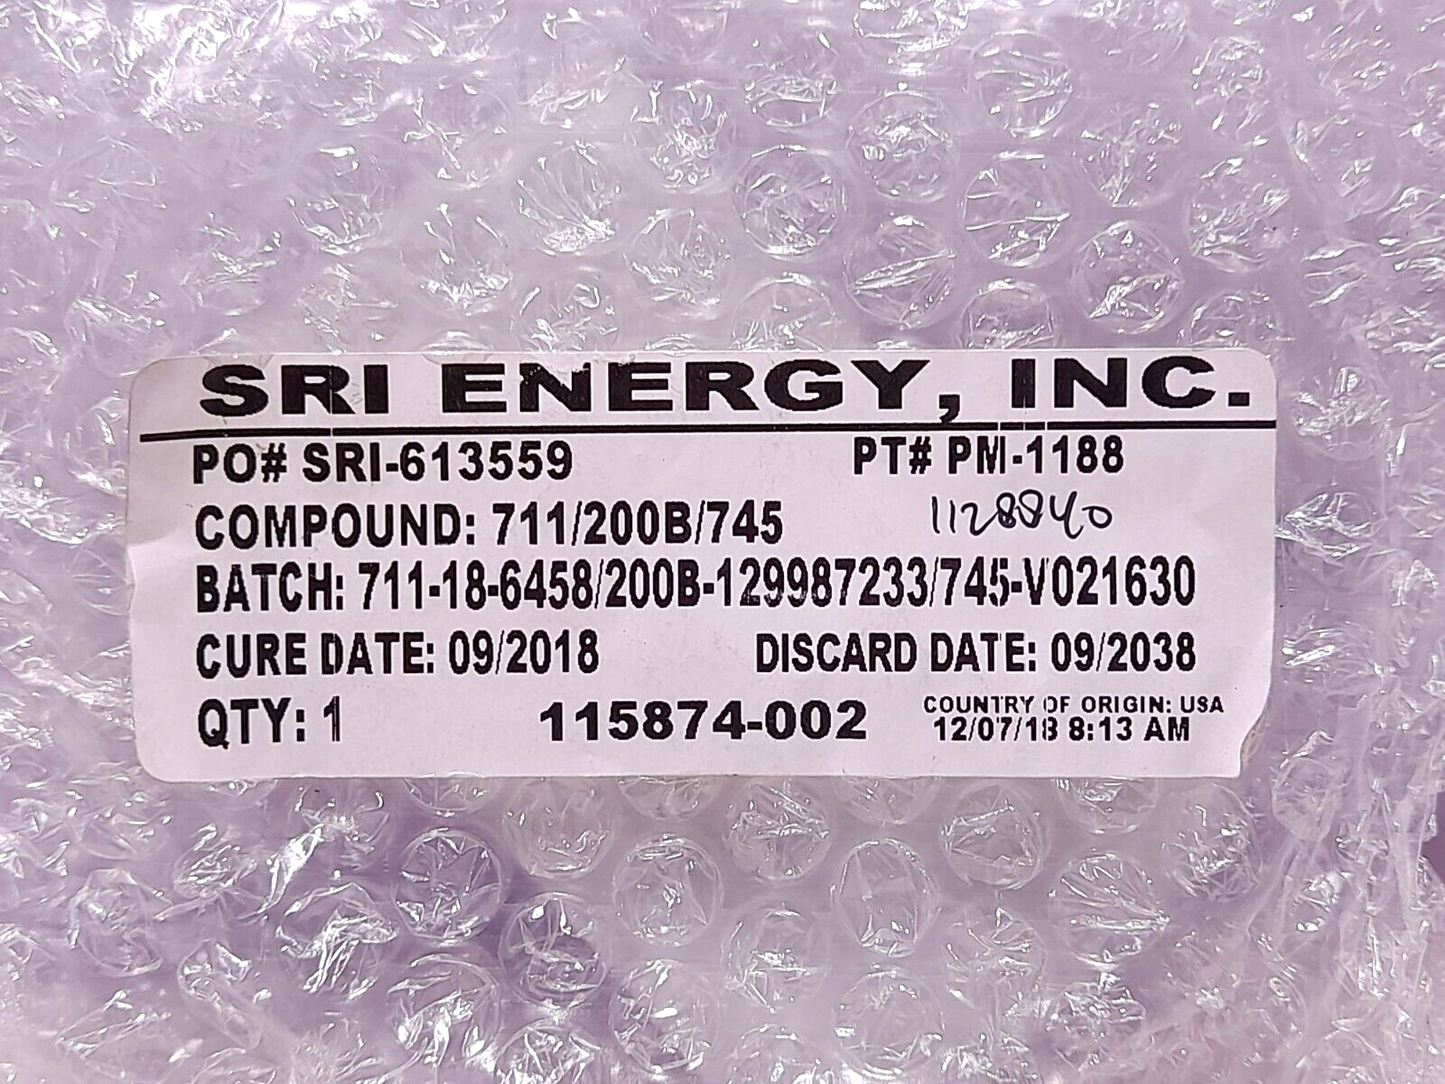 SRI ENERGY, INC.
PO# SRI-613559 PT# PM-1188
COMPOUND: 711/200B/745 1128840
BATCH: 711-18-6458/200B-129987233/745-V021630
CURE DATE: 09/2018 DISCARD DATE: 09/2038
QTY: 1 115874-002 COUNTRY OF ORIGIN: USA
12/07/18 8:13 AM